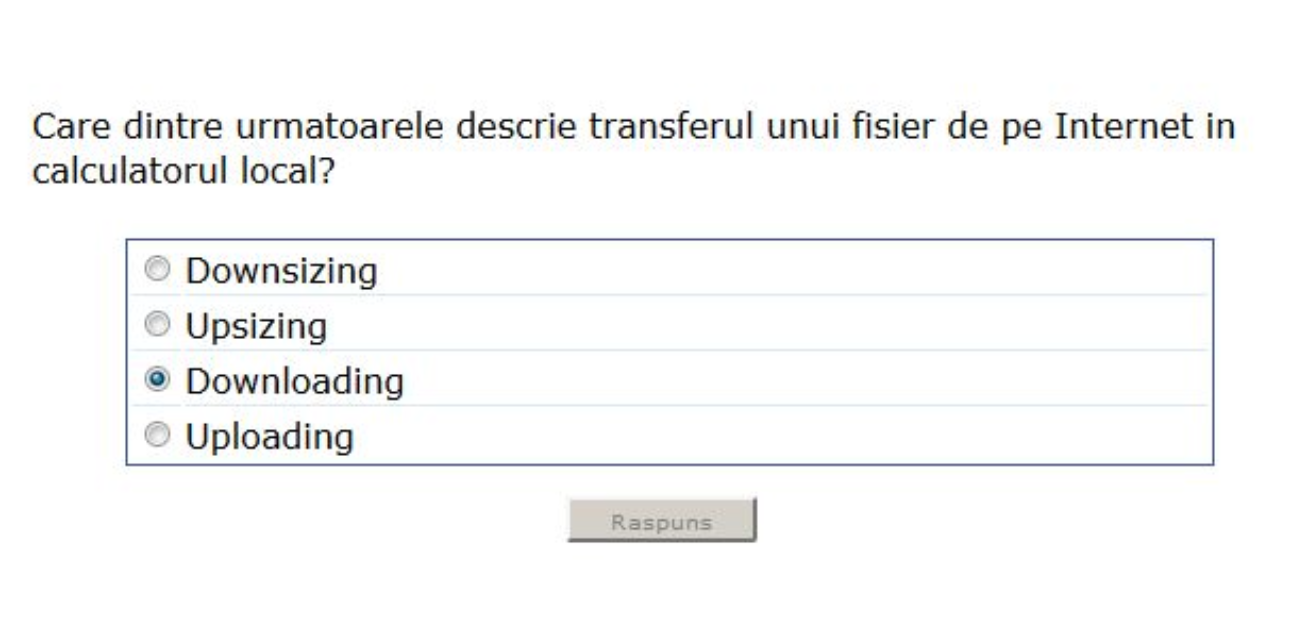 Care dintre urmatoarele descrie transferul unui fisier de pe Internet in
calculatorul local?
Downsizing
Upsizing
Downloading
Uploading
Raspuns